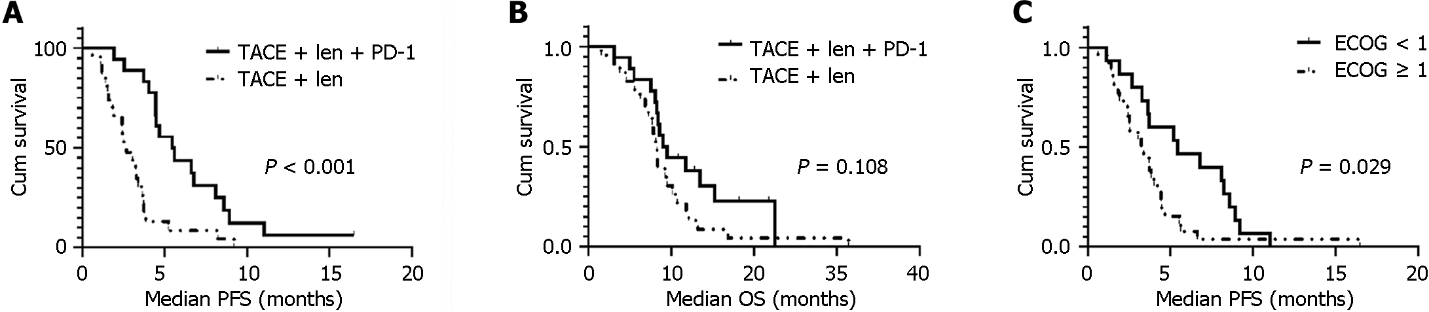 A
100
50
0
Cum survival
TACE + len + PD-1
TACE + len
P < 0.001
0 5 10 15 20
Median PFS (months)
B
1.0
0.5
0.0
Cum survival
TACE + len + PD-1
TACE + len
P = 0.108
0 10 20 35 40
Median OS (months)
C
1.0
0.5
0.0
Cum survival
ECOG < 1
ECOG ≥ 1
P = 0.029
0 5 10 15 20
Median PFS (months)